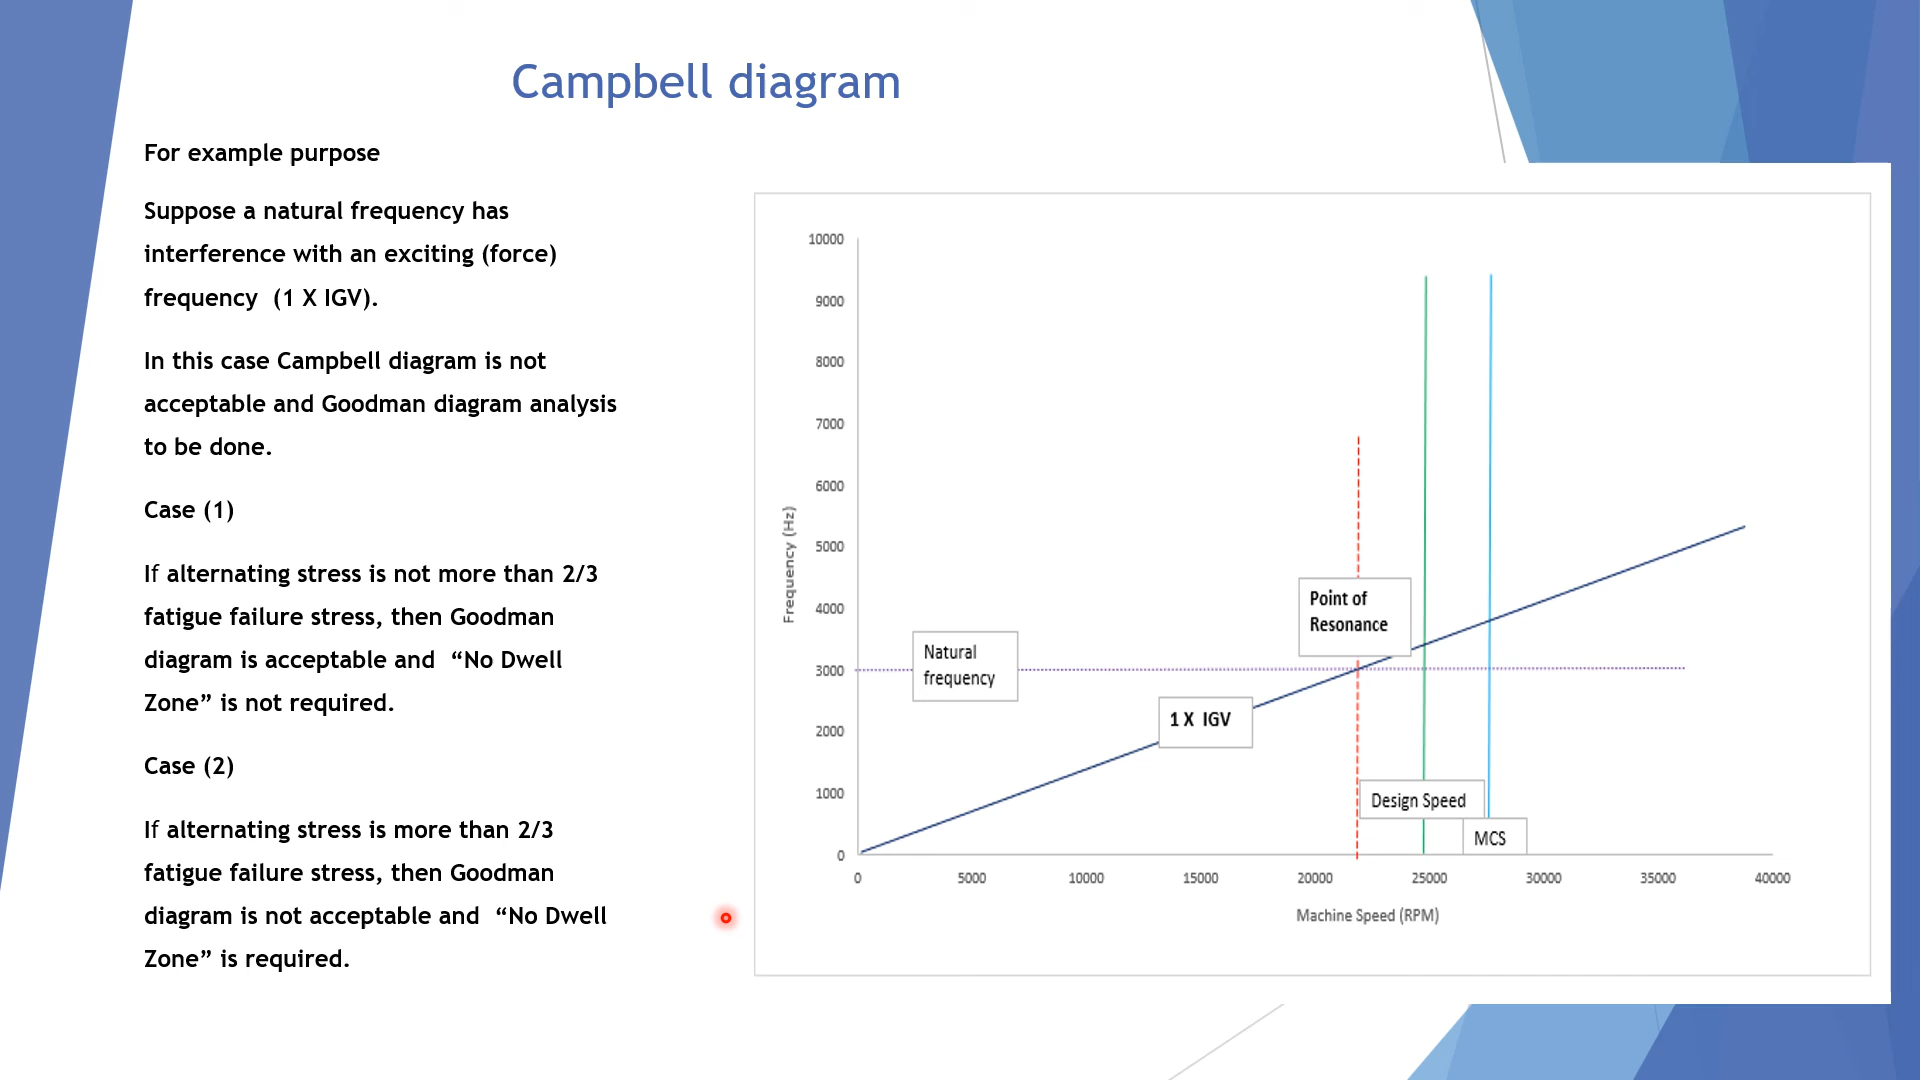 Campbell diagram
For example purpose
Suppose a natural frequency has
interference with an exciting (force)
frequency  (1 X IGV).
In this case Campbell diagram is not
acceptable and Goodman diagram analysis
to be done.
Case (1)
If alternating stress is not more than 2/3
fatigue failure stress, then Goodman
diagram is acceptable and  “No Dwell
Zone” is not required.
Case (2)
If alternating stress is more than 2/3
fatigue failure stress, then Goodman
diagram is not acceptable and  “No Dwell
Zone” is required.
10000
9000
8000
7000
6000
5000
4000
3000
2000
1000
0
Frequency (Hz)
Natural
frequency
Point of
Resonance
1 X  IGV
Design Speed
MCS
0 5000 10000 15000 20000 25000 30000 35000 40000
Machine Speed (RPM)